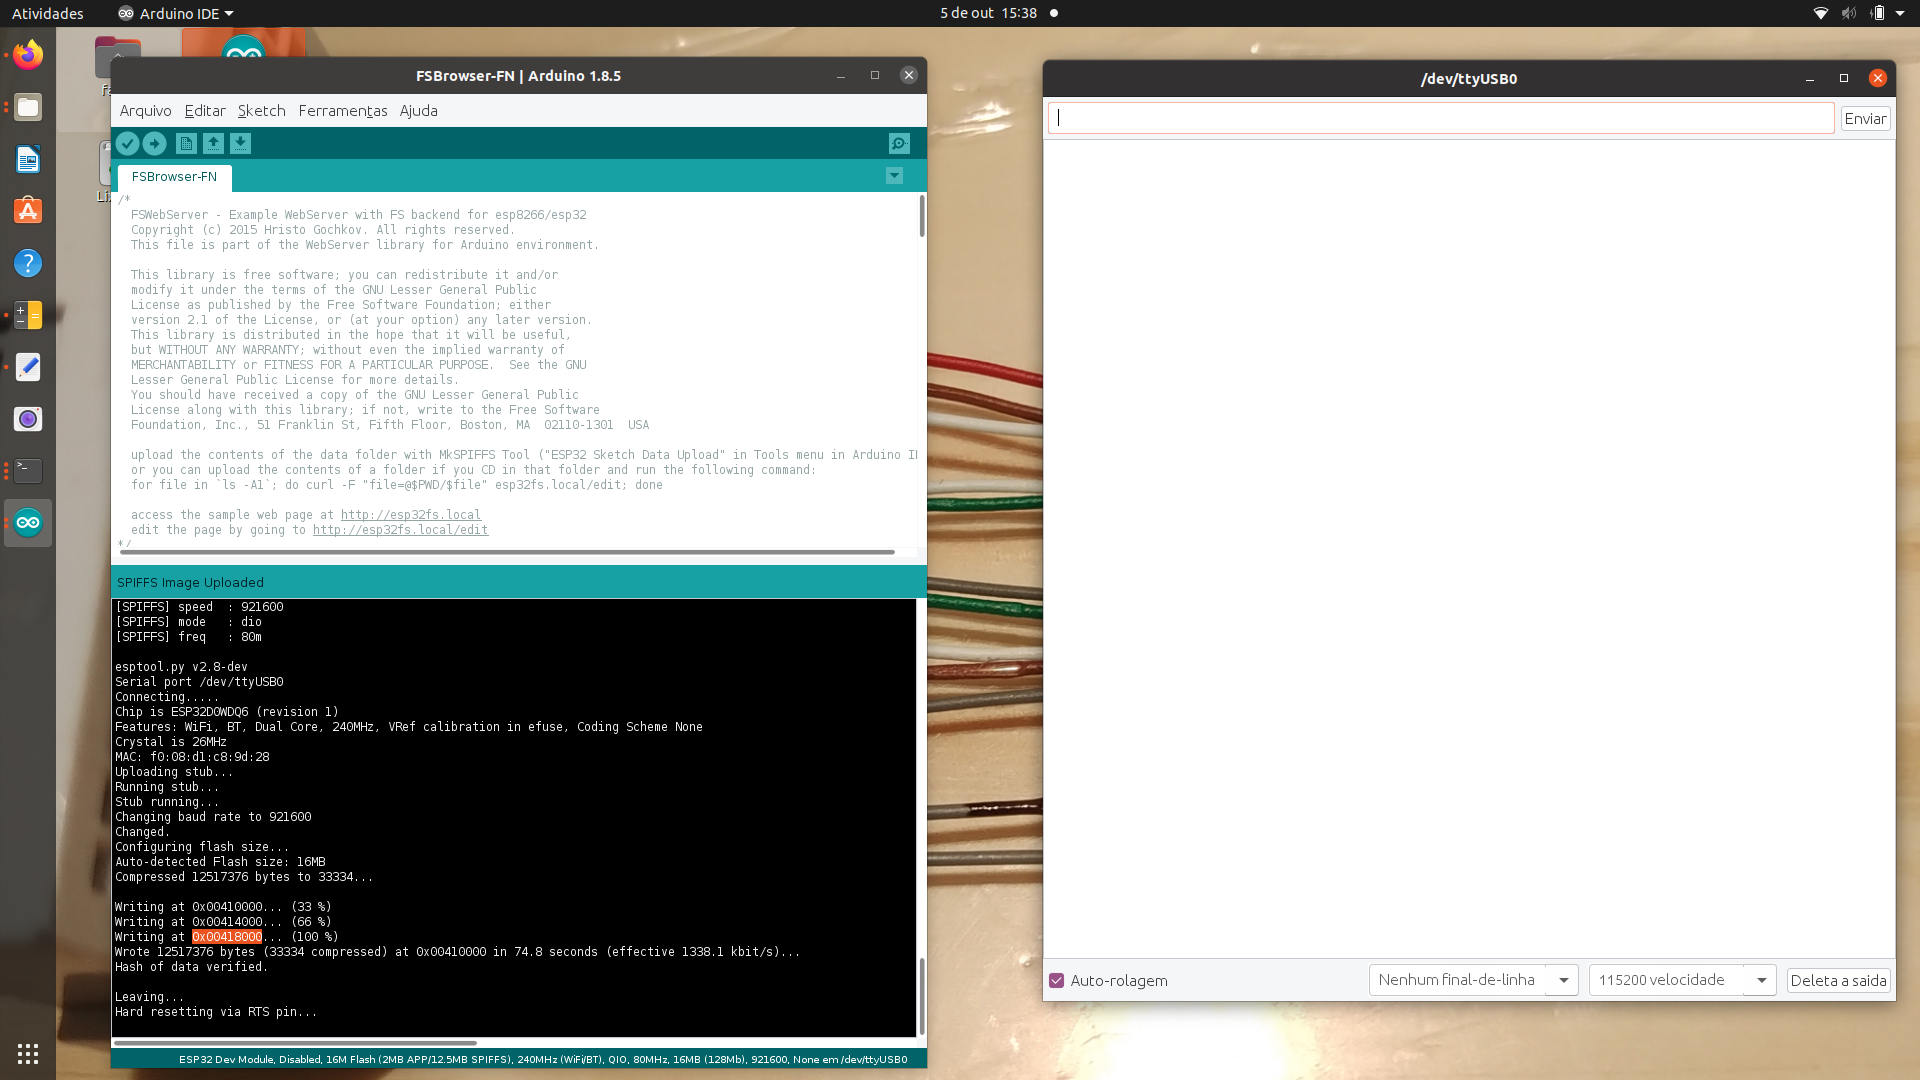 Atividades
Arduino IDE
5 de out 15:38
FSBrowser-FN | Arduino 1.8.5
Arquivo Editar Sketch Ferramentas Ajuda
FSBrowser-FN
/*
FSWebServer - Example WebServer with FS backend for esp8266/esp32
Copyright (c) 2015 Hristo Gochkov. All rights reserved.
This file is part of the WebServer library for Arduino environment.
This library is free software; you can redistribute it and/or
modify it under the terms of the GNU Lesser General Public
License as published by the Free Software Foundation; either
version 2.1 of the License, or (at your option) any later version.
This library is distributed in the hope that it will be useful,
but WITHOUT ANY WARRANTY; without even the implied warranty of
MERCHANTABILITY or FITNESS FOR A PARTICULAR PURPOSE.  See the GNU
Lesser General Public License for more details.
You should have received a copy of the GNU Lesser General Public
License along with this library; if not, write to the Free Software
Foundation, Inc., 51 Franklin St, Fifth Floor, Boston, MA  02110-1301  USA
upload the contents of the data folder with MkSPIFFS Tool ("ESP32 Sketch Data Upload" in Tools menu in Arduino
or you can upload the contents of a folder if you CD in that folder and run the following command:
for file in `ls -A1`; do curl -F "file=@$PWD/$file" esp32fs.local/edit; done
access the sample web page at http://esp32fs.local
edit the page by going to http://esp32fs.local/edit
*/
SPIFFS Image Uploaded
[SPIFFS] speed  : 921600
[SPIFFS] mode   : dio
[SPIFFS] freq   : 80m
esptool.py v2.8-dev
Serial port /dev/ttyUSB0
Connecting.....
Chip is ESP32D0WDQ6 (revision 1)
Features: WiFi, BT, Dual Core, 240MHz, VRef calibration in efuse, Coding Scheme None
Crystal is 26MHz
MAC: f0:08:d1:c8:9d:28
Uploading stub...
Running stub...
Stub running...
Changing baud rate to 921600
Changed.
Configuring flash size...
Auto-detected Flash size: 16MB
Compressed 12517376 bytes to 33334...
Writing at 0x00410000... (33 %)
Writing at 0x00414000... (66 %)
Writing at 0x00418000... (100 %)
Wrote 12517376 bytes (33334 compressed) at 0x00410000 in 74.8 seconds (effective 1338.1 kbit/s)...
Hash of data verified.
Leaving...
Hard resetting via RTS pin...
ESP32 Dev Module, Disabled, 16M Flash (2MB APP/12.5MB SPIFFS), 240MHz (WiFi/BT), QIO, 80MHz, 16MB (128Mb), 921600, None em /dev/ttyUSB0
/dev/ttyUSB0
Enviar
Auto-rolagem
Nenhum final-de-linha
115200 velocidade
Deleta a saida